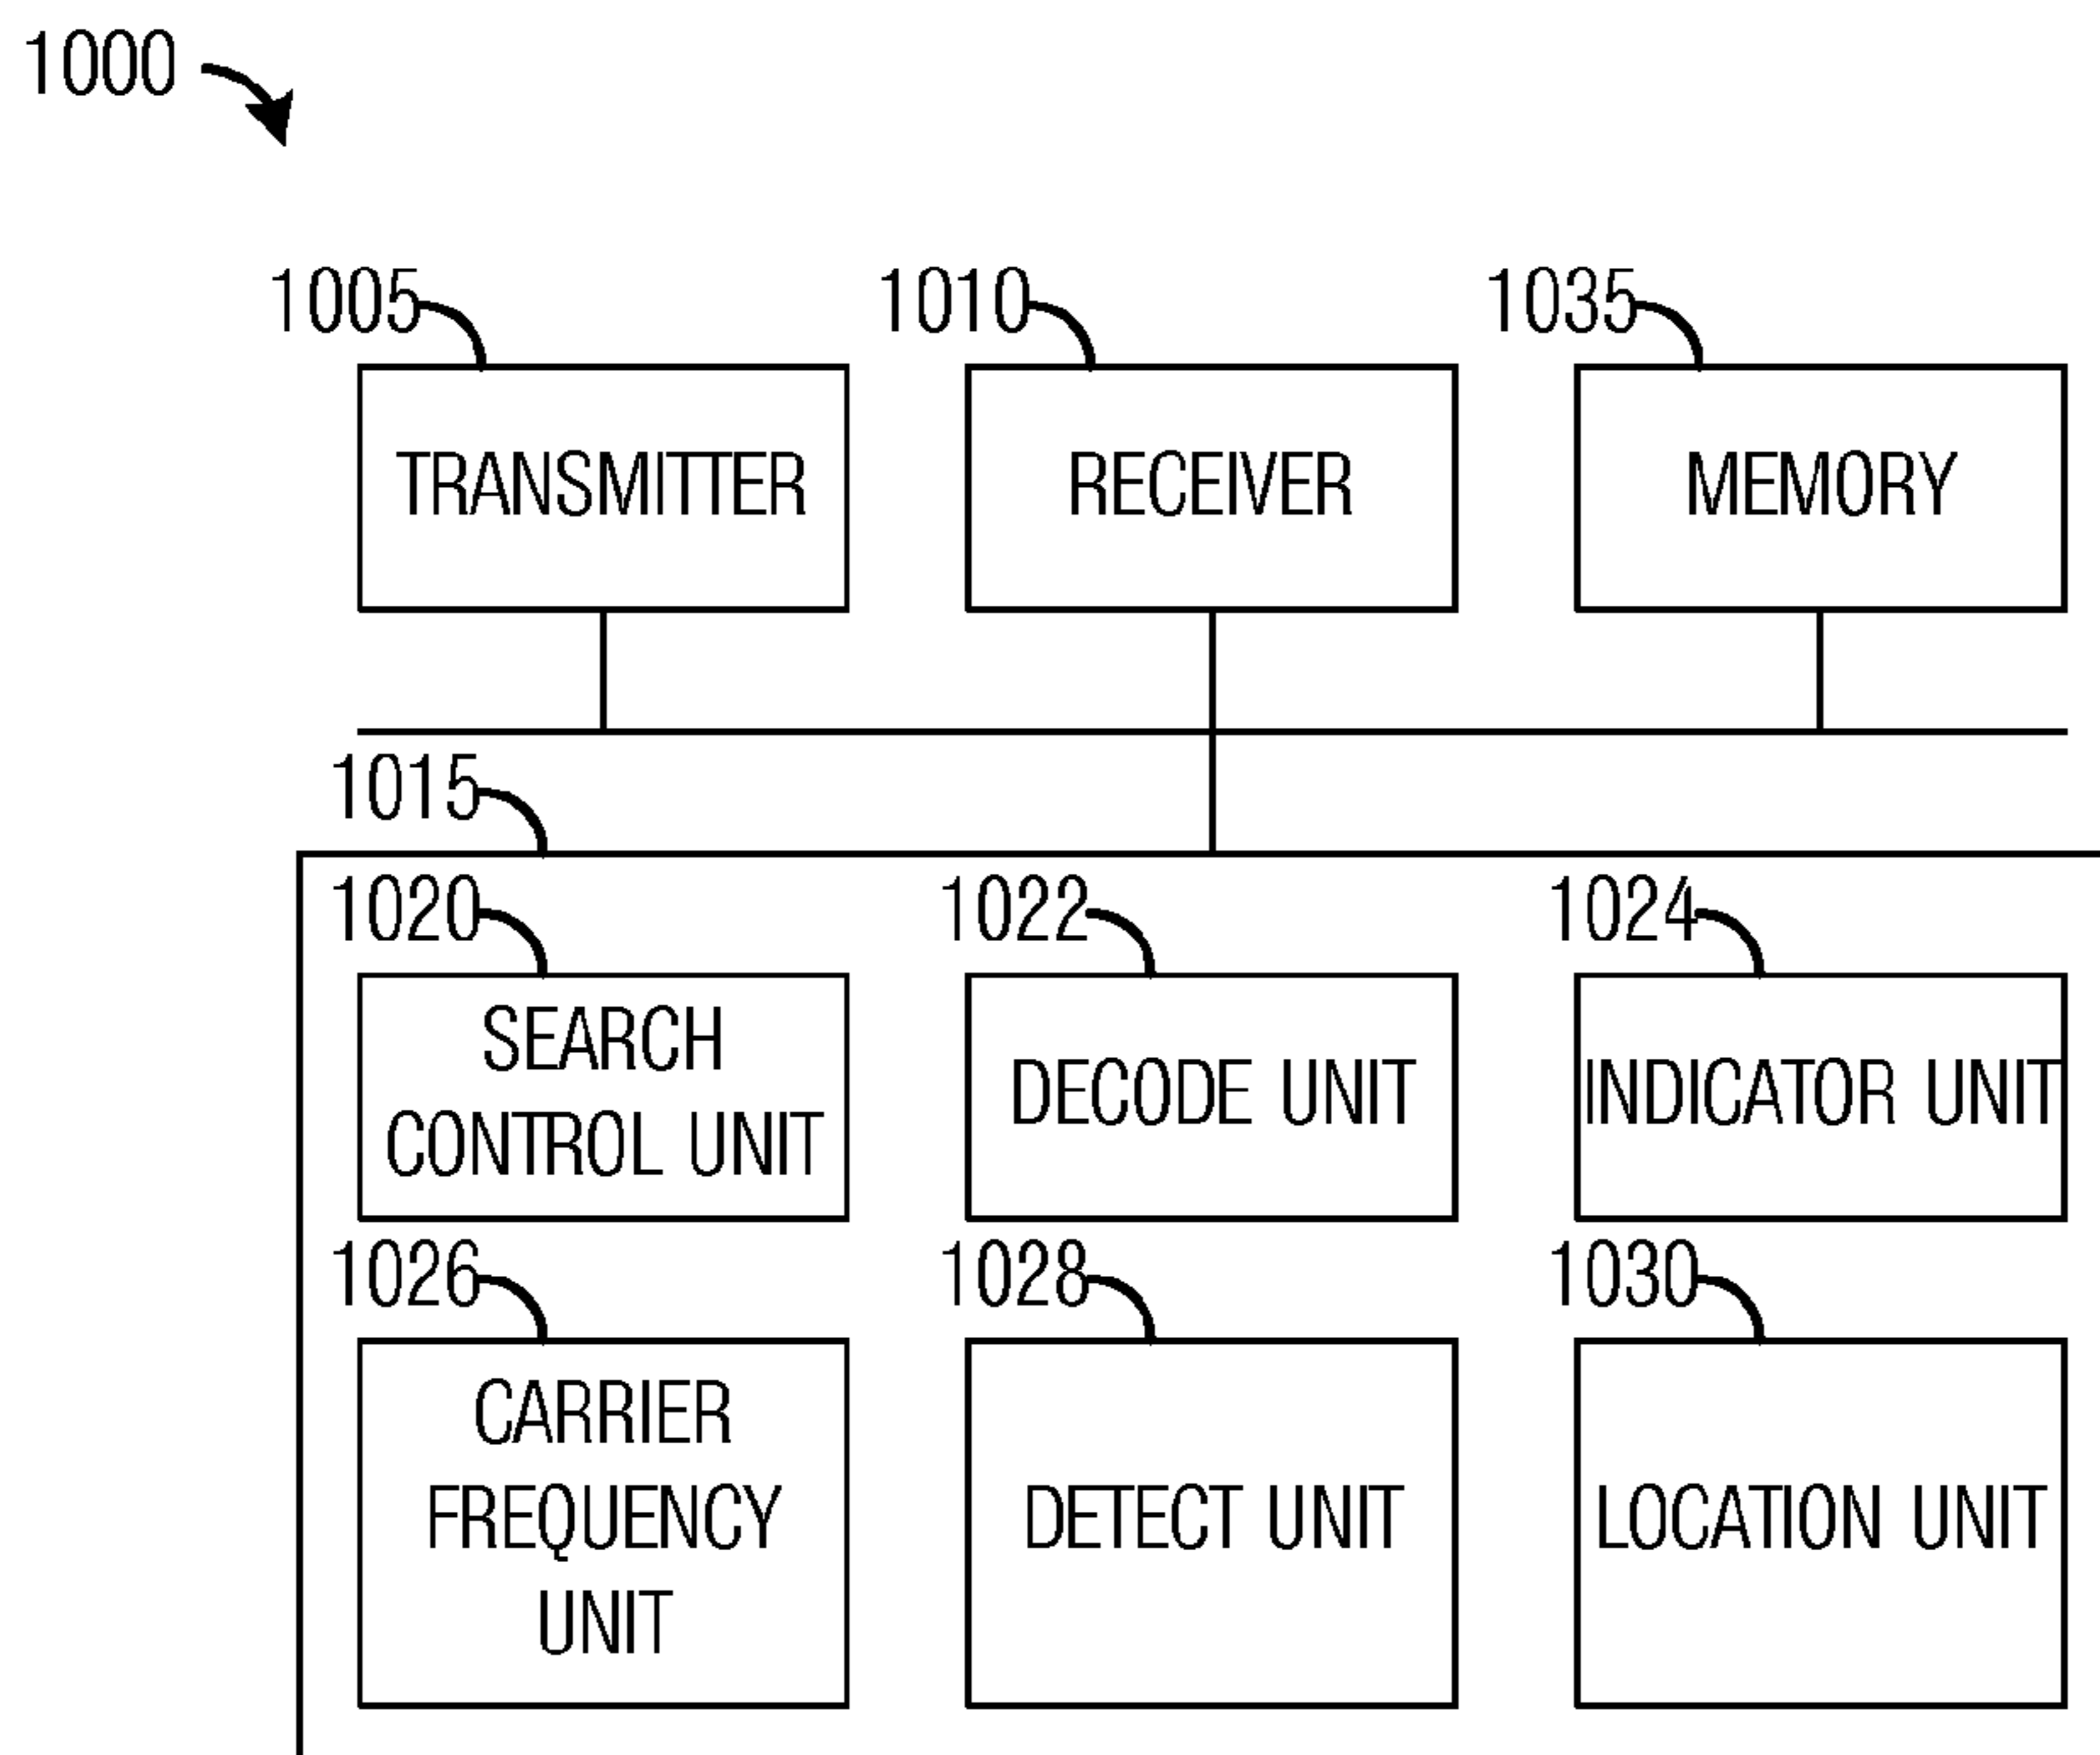 1000
1005 1010 1035
TRANSMITTER RECEIVER MEMORY
1015
1020 1022 1024
SEARCH
CONTROL UNIT
DECODE UNIT
INDICATOR UNIT
1026 1028 1030
CARRIER
FREQUENCY
UNIT
DETECT UNIT
LOCATION UNIT